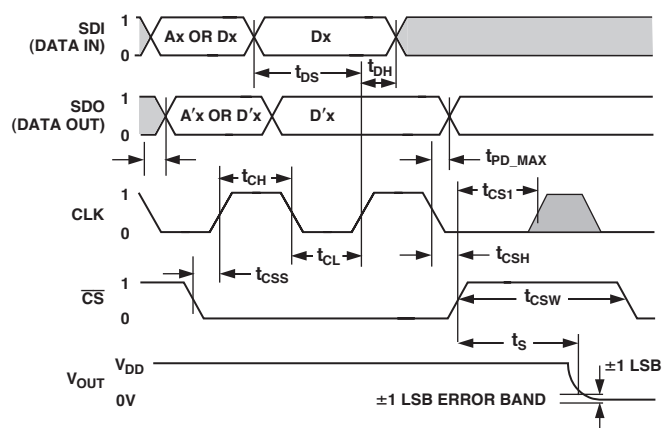 SDI
(DATA IN)
1
0
Ax OR Dx
Dx
tDS
tDH
SDO
(DATA OUT)
1
0
A'x OR D'x
D'x
tPD_MAX
tCH
tCS1
CLK
1
0
tCL
tCSH
tCSS
CS
1
0
tCSW
tS
VOUT
VDD
0V
±1 LSB
±1 LSB ERROR BAND